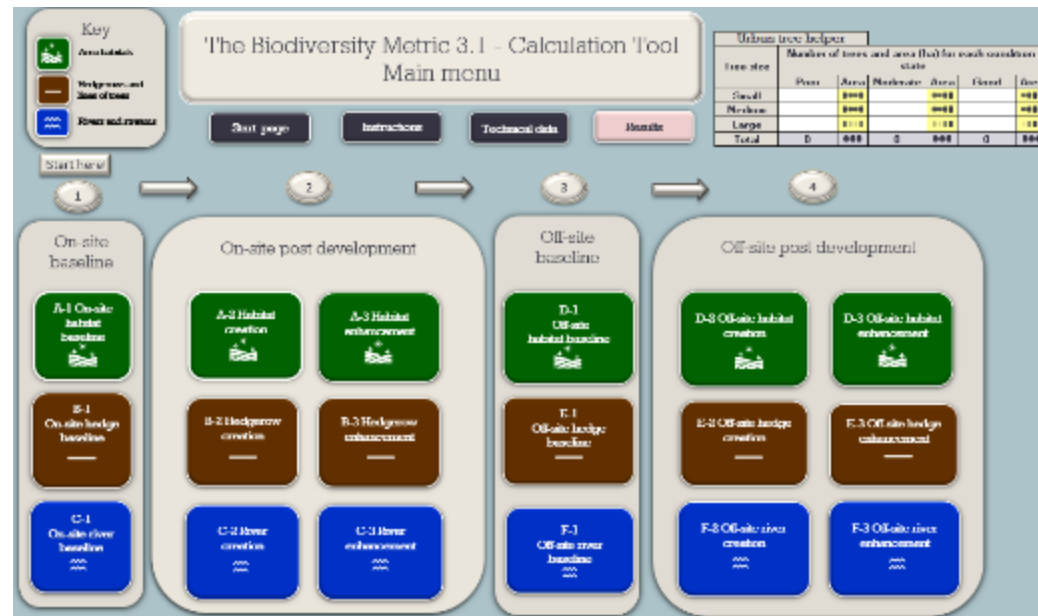 Key
Area habitats
Hedgerows and
lines of trees
Rivers and streams
The Biodiversity Metric 3.1 - Calculation Tool
Main menu
Start page
Instructions
Technical data
Results
Urban tree helper
Number of trees and area (ha) for each condition
state
Tree size
Poor
Area
Moderate
Area
Good
Small
Medium
Large
Total
0
0
0
Start here!
1
2
3
4
On-site
baseline
On-site post development
Off-site
baseline
Off-site post development
A-1 On-site
habitat
baseline
A-2 Habitat
creation
A-3 Habitat
enhancement
D-1
Off-site
habitat baseline
D-2 Off-site habitat
creation
D-3 Off-site habitat
enhancement
B-1
On-site hedge
baseline
B-2 Hedgerow
creation
B-3 Hedgerow
enhancement
E-1
Off-site hedge
baseline
E-2 Off-site hedge
creation
E-3 Off-site hedge
enhancement
C-1
On-site river
baseline
C-2 River
creation
C-3 River
enhancement
F-1
Off-site river
baseline
F-2 Off-site river
creation
F-3 Off-site river
enhancement